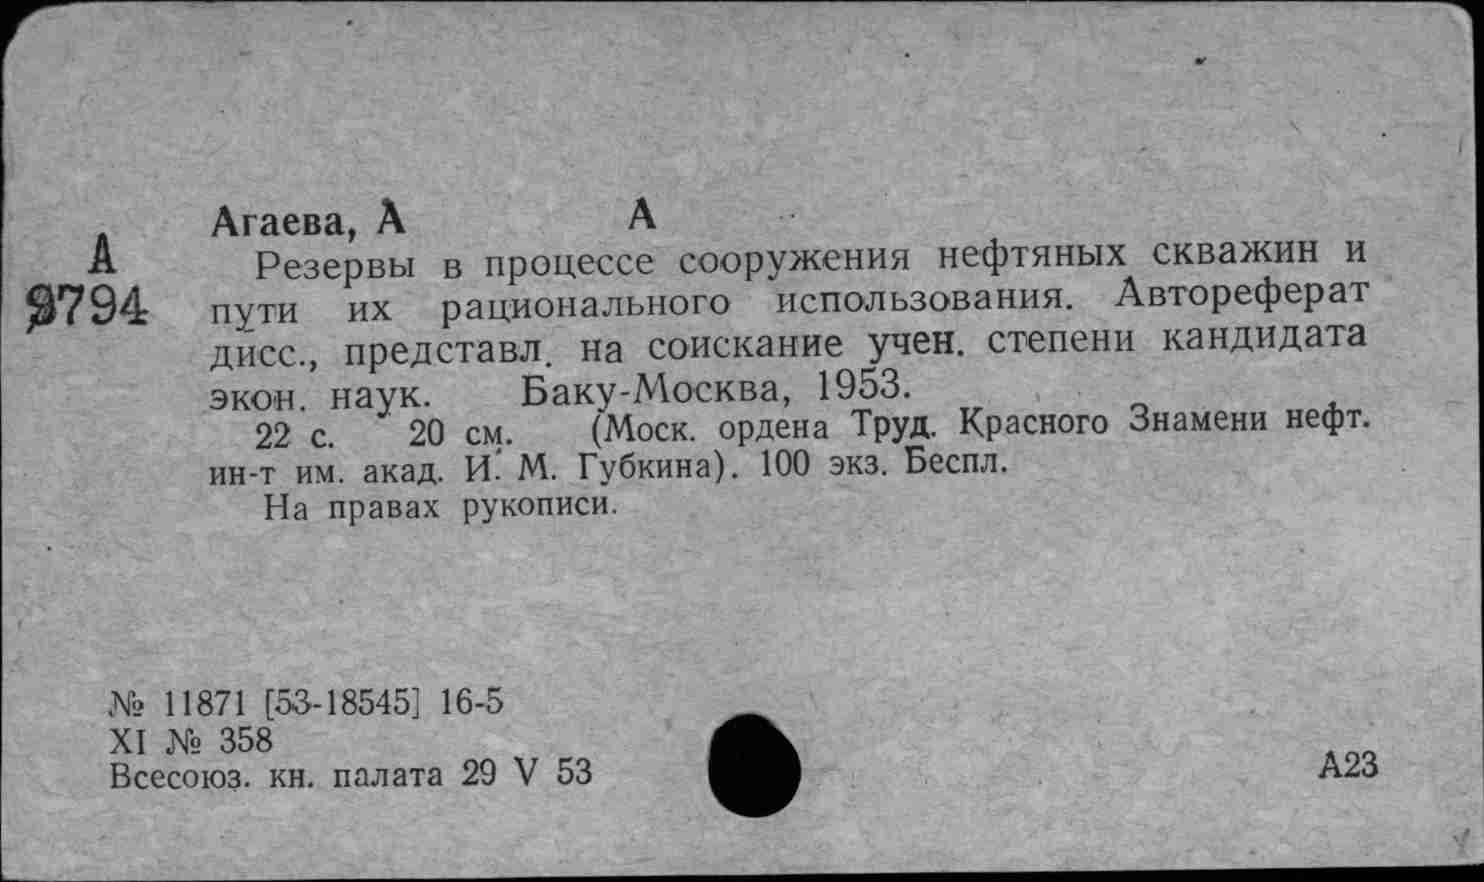 Агаева, А А
А
9794
Резервы в процессе сооружения нефтяных скважин и
пути их рационального использования. Автореферат
дисс., представл. на соискание учен. степени кандидата
экон. наук. Баку-Москва, 1953.
22 с. 20 см. (Моск. ордена Труд. Красного Знамени нефт.
ин-т им. акад. И. М. Губкина). 100 экз. Беспл.
На правах рукописи.
№ 11871 [53-18545] 16-5
XI № 358
Всесоюз. кн. палата 29 V 53
А23